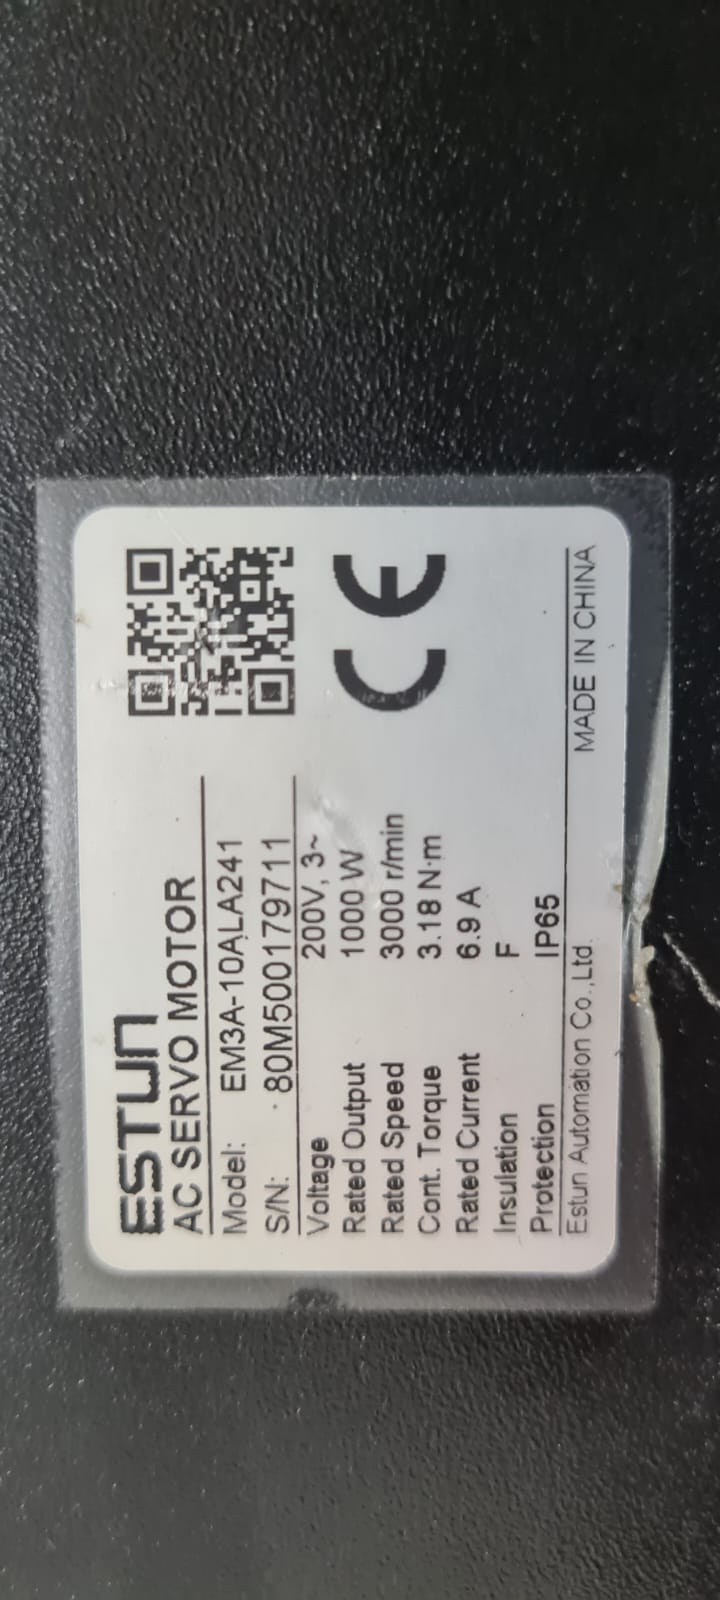 ESTUN
AC SERVO MOTOR
Model: EM3A-10ALA241
S/N: 80M500179711
Voltage 200V, 3~
Rated Output 1000 W
Rated Speed 3000 r/min
Cont. Torque 3.18 N·m
Rated Current 6.9 A
Insulation F
Protection IP65
CE
Estun Automation Co.,Ltd. MADE IN CHINA